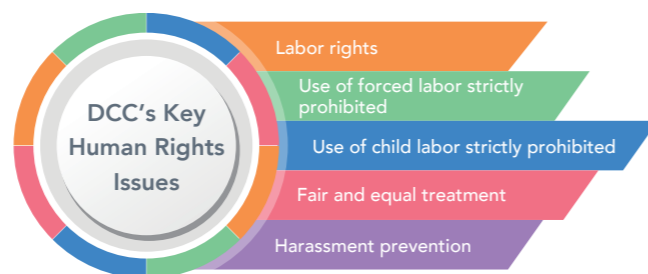 DCC's Key
Human Rights
Issues
Labor rights
Use of forced labor strictly
prohibited
Use of child labor strictly prohibited
Fair and equal treatment
Harassment prevention